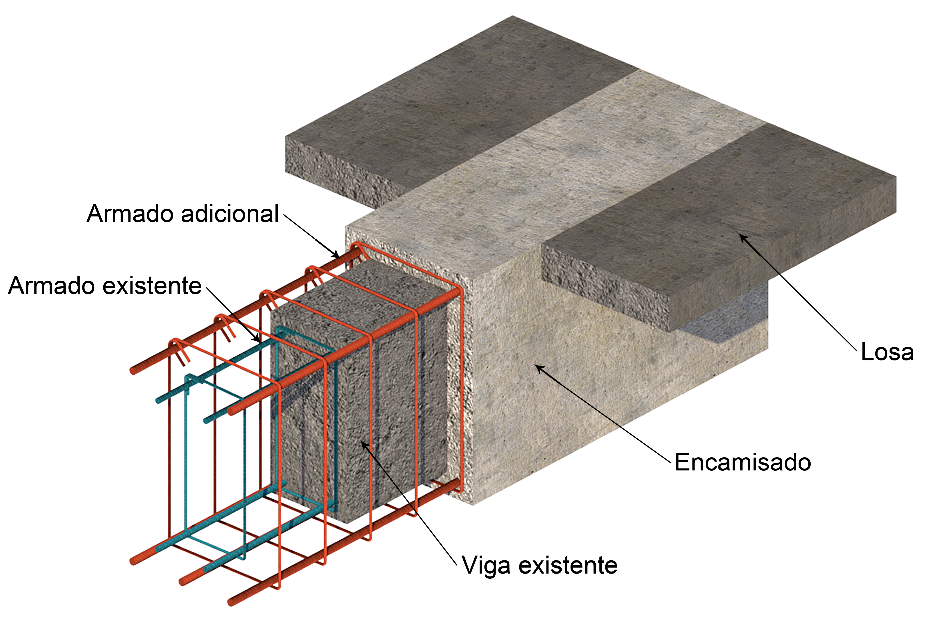 Armado adicional
Armado existente
Losa
Encamisado
Viga existente